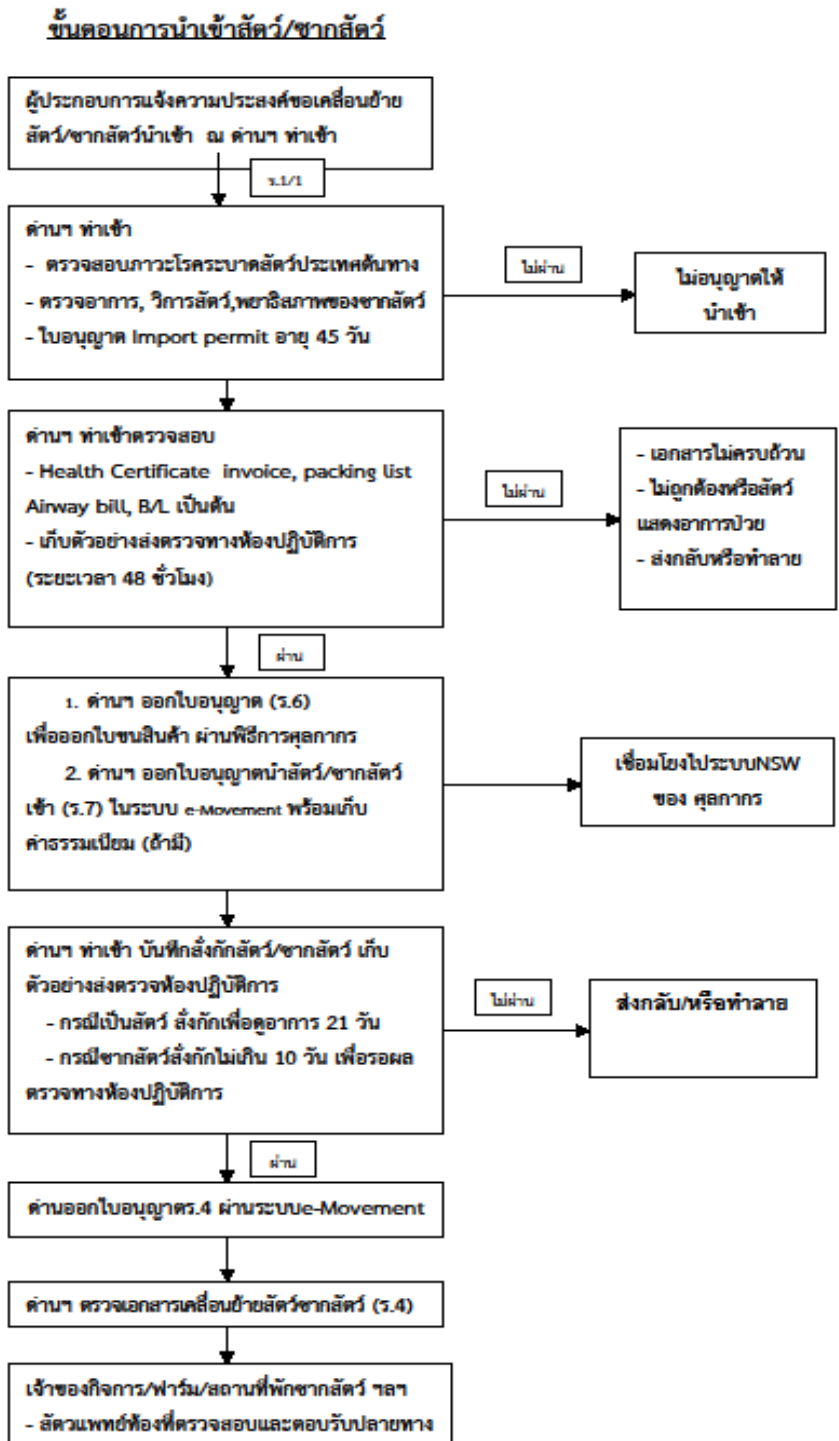 ขั้นตอนการนำเข้าสัตว์/ซากสัตว์
ผู้ประกอบการแจ้งความประสงค์ขอเคลื่อนย้าย
สัตว์/ซากสัตว์นำเข้า ณ ด่านฯ ท่าเข้า
ร.1/1
ด่านฯ ท่าเข้า
- ตรวจสอบภาวะโรคระบาดสัตว์ประเทศต้นทาง
- ตรวจอาการ, วิการสัตว์,พยาธิสภาพของซากสัตว์
- ใบอนุญาต Import permit อายุ 45 วัน
ไม่ผ่าน
ไม่อนุญาตให้
นำเข้า
ด่านฯ ท่าเข้าตรวจสอบ
- Health Certificate invoice, packing list
Airway bill, B/L เป็นต้น
- เก็บตัวอย่างส่งตรวจทางห้องปฏิบัติการ
(ระยะเวลา 48 ชั่วโมง)
ไม่ผ่าน
- เอกสารไม่ครบถ้วน
- ไม่ถูกต้องหรือสัตว์
แสดงอาการป่วย
- ส่งกลับหรือทำลาย
ผ่าน
1. ด่านฯ ออกใบอนุญาต (ร.6)
เพื่อออกใบขนสินค้า ผ่านพิธีการศุลกากร
2. ด่านฯ ออกใบอนุญาตนำสัตว์/ซากสัตว์
เข้า (ร.7) ในระบบ e-Movement พร้อมเก็บ
ค่าธรรมเนียม (ถ้ามี)
เชื่อมโยงไประบบNSW
ของ ศุลกากร
ด่านฯ ท่าเข้า บันทึกสั่งกักสัตว์/ซากสัตว์ เก็บ
ตัวอย่างส่งตรวจห้องปฏิบัติการ
- กรณีเป็นสัตว์ สั่งกักเพื่อดูอาการ 21 วัน
- กรณีซากสัตว์สั่งกักไม่เกิน 10 วัน เพื่อรอผล
ตรวจทางห้องปฏิบัติการ
ไม่ผ่าน
ส่งกลับ/หรือทำลาย
ผ่าน
ด่านออกใบอนุญาตร.4 ผ่านระบบe-Movement
ด่านฯ ตรวจเอกสารเคลื่อนย้ายสัตว์ซากสัตว์ (ร.4)
เจ้าของกิจการ/ฟาร์ม/สถานที่พักซากสัตว์ ฯลฯ
- สัตวแพทย์ท้องที่ตรวจสอบและตอบรับปลายทาง